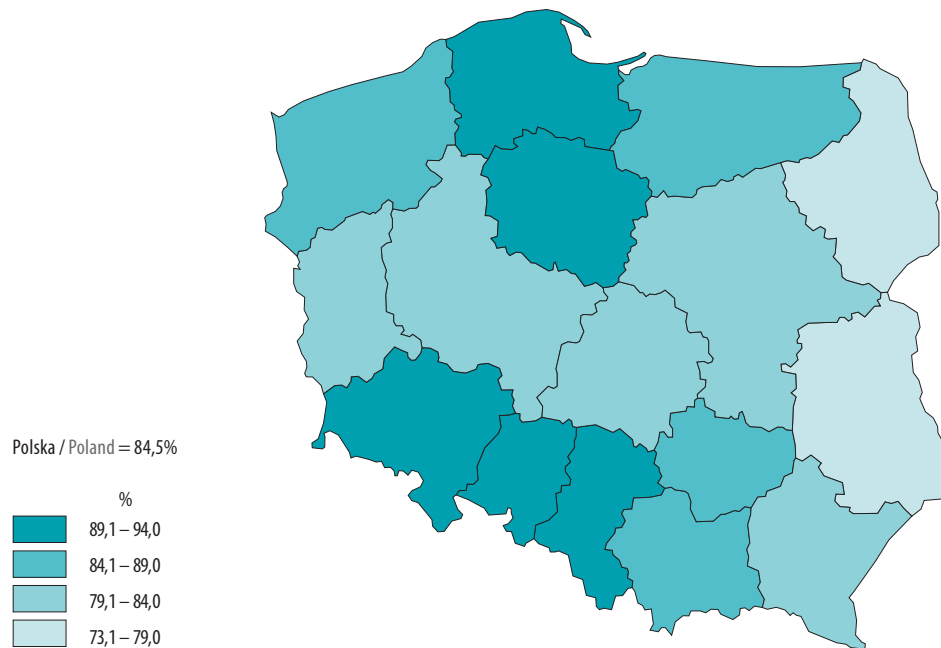 Polska / Poland = 84,5%
%
89,1 – 94,0
84,1 – 89,0
79,1 – 84,0
73,1 – 79,0